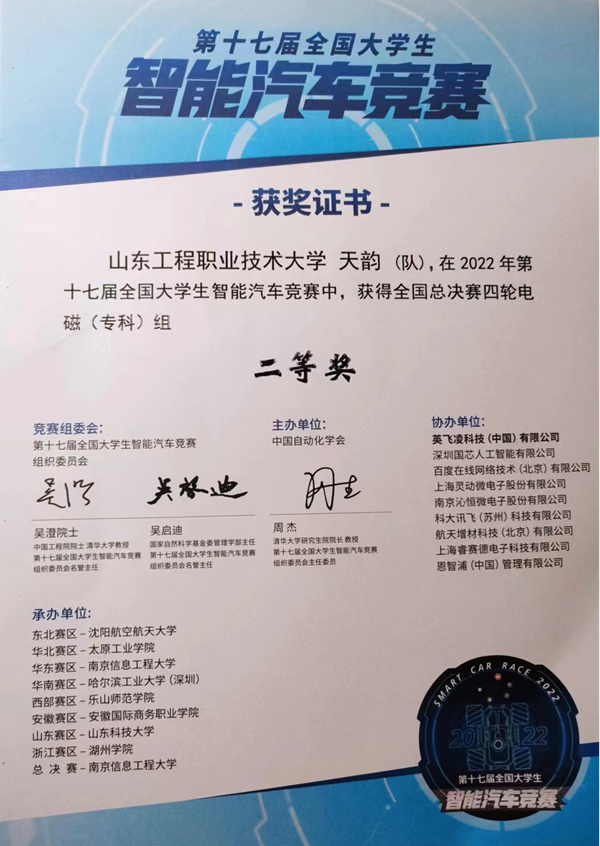 第十七届全国大学生
智能汽车竞赛
- 获奖证书 -
山东工程职业技术大学 天韵（队），在 2022 年第
十七届全国大学生智能汽车竞赛中，获得全国总决赛四轮电
磁（专科）组
二等奖
竞赛组委会：
第十七届全国大学生智能汽车竞赛
组织委员会
吴澄院士
中国工程院院士 清华大学教授
第十七届全国大学生智能汽车竞赛
组织委员会名誉主任
吴启迪
吴启迪
国家自然科学基金委管理学部主任
第十七届全国大学生智能汽车竞赛
组织委员会名誉主任
主办单位：
中国自动化学会
周 杰
清华大学研究生院院长 教授
第十七届全国大学生智能汽车竞赛
组织委员会主任委员
协办单位：
英飞凌科技（中国）有限公司
深圳国芯人工智能有限公司
百度在线网络技术（北京）有限公司
上海灵动微电子股份有限公司
南京沁恒微电子股份有限公司
科大讯飞（苏州）科技有限公司
航天增材科技（北京）有限公司
上海睿赛德电子科技有限公司
恩智浦（中国）管理有限公司
承办单位：
东北赛区 – 沈阳航空航天大学
华北赛区 – 太原工业学院
华东赛区 – 南京信息工程大学
华南赛区 – 哈尔滨工业大学（深圳）
西部赛区 – 乐山师范学院
安徽赛区 – 安徽国际商务职业学院
山东赛区 – 山东科技大学
浙江赛区 – 湖州学院
总 决 赛 – 南京信息工程大学
SMART CAR RACE 2022
20 22
第十七届全国大学生
智能汽车竞赛